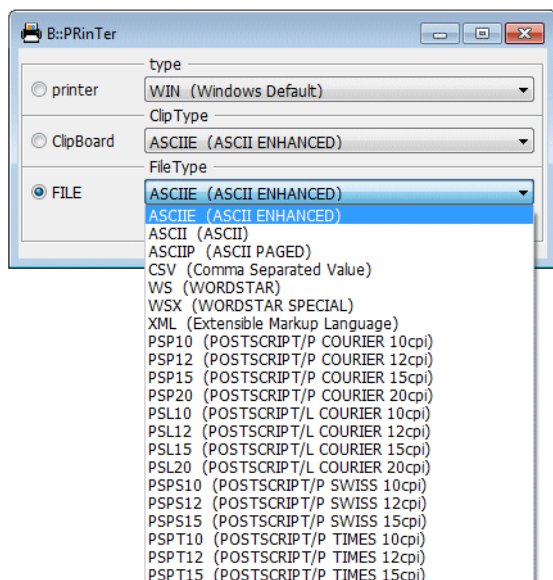 B::PRinTer
type
printer WIN (Windows Default)
ClipType
ClipBoard ASCIIE (ASCII ENHANCED)
FileType
FILE ASCIIE (ASCII ENHANCED)
ASCIIE (ASCII ENHANCED)
ASCII (ASCII)
ASCIIP (ASCII PAGED)
CSV (Comma Separated Value)
WS (WORDSTAR)
WSX (WORDSTAR SPECIAL)
XML (Extensible Markup Language)
PSP10 (POSTSCRIPT/P COURIER 10cpi)
PSP12 (POSTSCRIPT/P COURIER 12cpi)
PSP15 (POSTSCRIPT/P COURIER 15cpi)
PSP20 (POSTSCRIPT/P COURIER 20cpi)
PSL10 (POSTSCRIPT/L COURIER 10cpi)
PSL12 (POSTSCRIPT/L COURIER 12cpi)
PSL15 (POSTSCRIPT/L COURIER 15cpi)
PSL20 (POSTSCRIPT/L COURIER 20cpi)
PSPS10 (POSTSCRIPT/P SWISS 10cpi)
PSPS12 (POSTSCRIPT/P SWISS 12cpi)
PSPS15 (POSTSCRIPT/P SWISS 15cpi)
PSPT10 (POSTSCRIPT/P TIMES 10cpi)
PSPT12 (POSTSCRIPT/P TIMES 12cpi)
PSPT15 (POSTSCRIPT/P TIMES 15cpi)